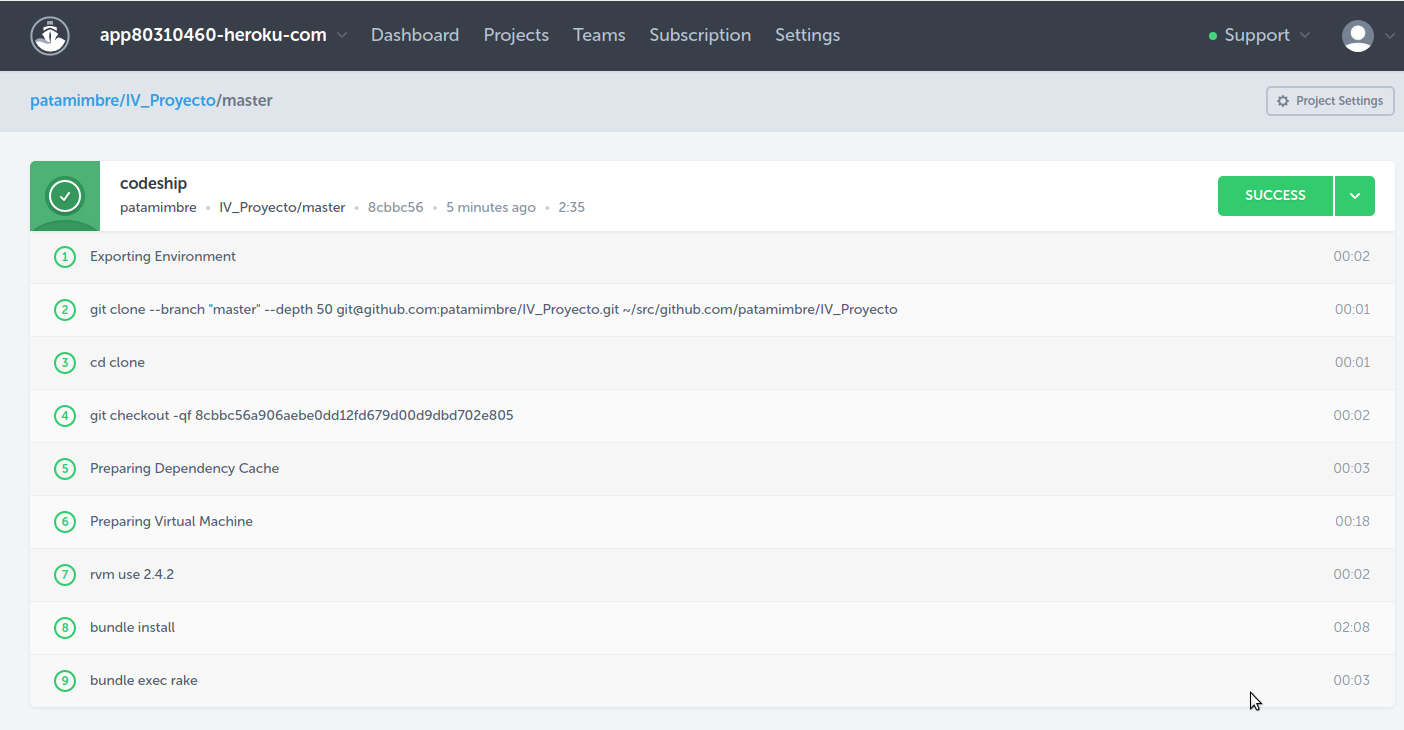 app80310460-heroku-com Dashboard Projects Teams Subscription Settings Support
patamimbre/IV_Proyecto/master Project Settings
codeship
patamimbre • IV_Proyecto/master • 8cbbc56 • 5 minutes ago • 2:35 SUCCESS
1 Exporting Environment 00:02
2 git clone --branch "master" --depth 50 git@github.com:patamimbre/IV_Proyecto.git ~/src/github.com/patamimbre/IV_Proyecto 00:01
3 cd clone 00:01
4 git checkout -qf 8cbbc56a906aebe0dd12fd679d00d9dbd702e805 00:02
5 Preparing Dependency Cache 00:03
6 Preparing Virtual Machine 00:18
7 rvm use 2.4.2 00:02
8 bundle install 02:08
9 bundle exec rake 00:03